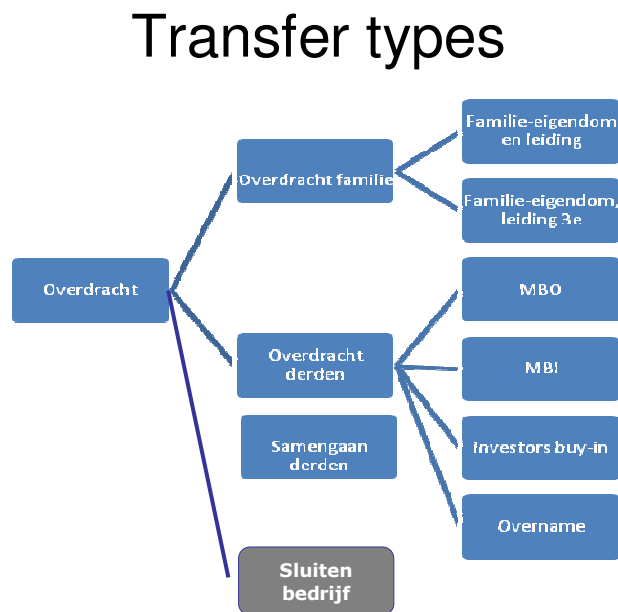 Transfer types
Familie-eigendom
en leiding
Overdracht familie
Familie-eigendom,
leiding 3e
Overdracht
MBO
Overdracht
derden
MBI
Samengaan
derden
Investors buy-in
Overname
Sluiten
bedrijf